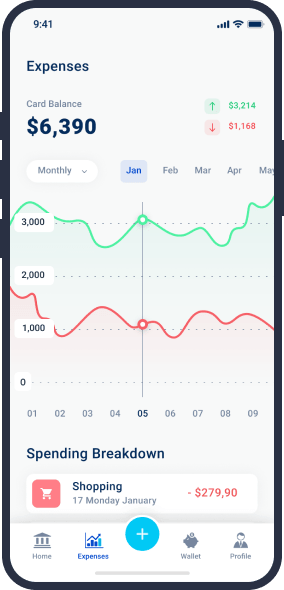 9:41
Expenses
Card Balance
$6,390
$3,214
$1,168
Monthly Jan Feb Mar Apr May
3,000
2,000
1,000
0
01 02 03 04 05 06 07 08 09
Spending Breakdown
Shopping
17 Monday January
- $279,90
Home Expenses Wallet Profile